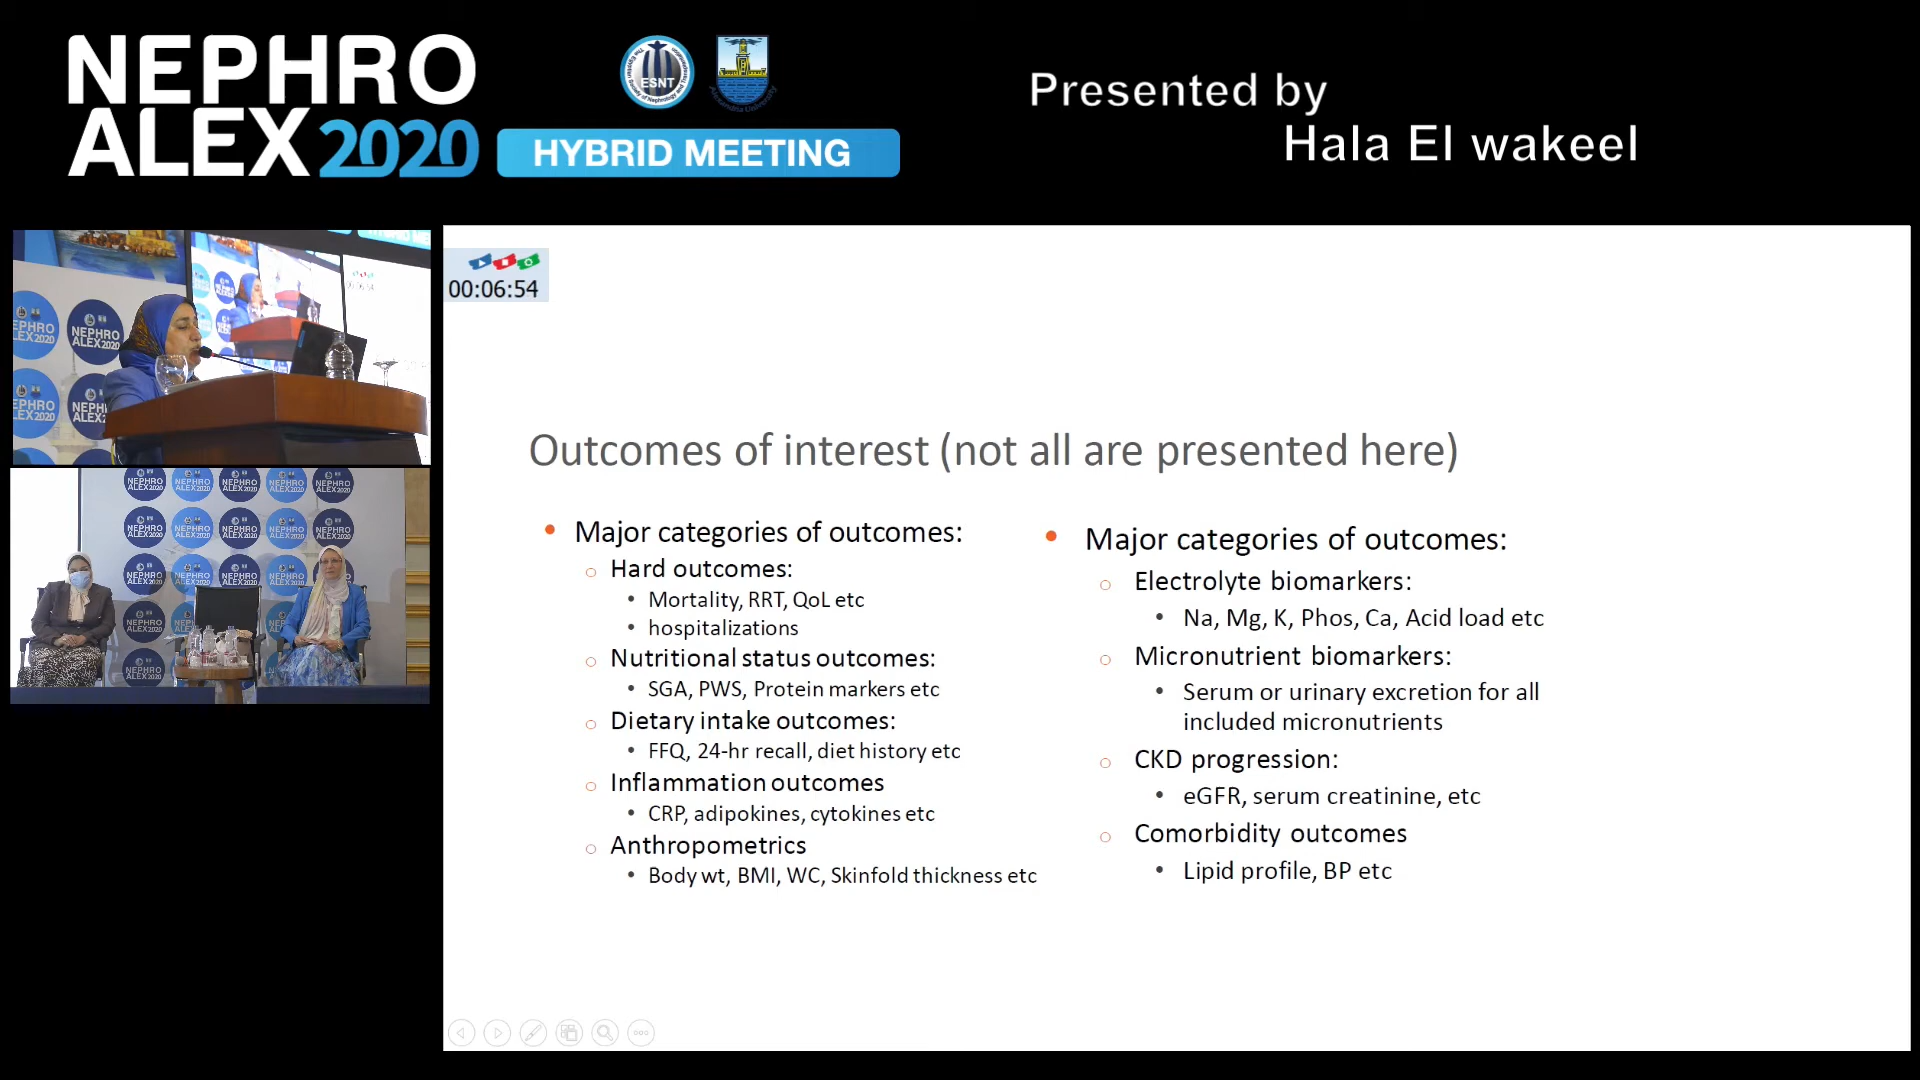 NEPHRO
ALEX 2020
ESNT
HYBRID MEETING
Presented by
Hala El wakeel
00:06:54
NEPHRO
ALEX2020
Outcomes of interest (not all are presented here)
• Major categories of outcomes:
o Hard outcomes:
• Mortality, RRT, QoL etc
• hospitalizations
o Nutritional status outcomes:
• SGA, PWS, Protein markers etc
o Dietary intake outcomes:
• FFQ, 24-hr recall, diet history etc
o Inflammation outcomes
• CRP, adipokines, cytokines etc
o Anthropometrics
• Body wt, BMI, WC, Skinfold thickness etc
• Major categories of outcomes:
o Electrolyte biomarkers:
• Na, Mg, K, Phos, Ca, Acid load etc
o Micronutrient biomarkers:
• Serum or urinary excretion for all
included micronutrients
o CKD progression:
• eGFR, serum creatinine, etc
o Comorbidity outcomes
• Lipid profile, BP etc